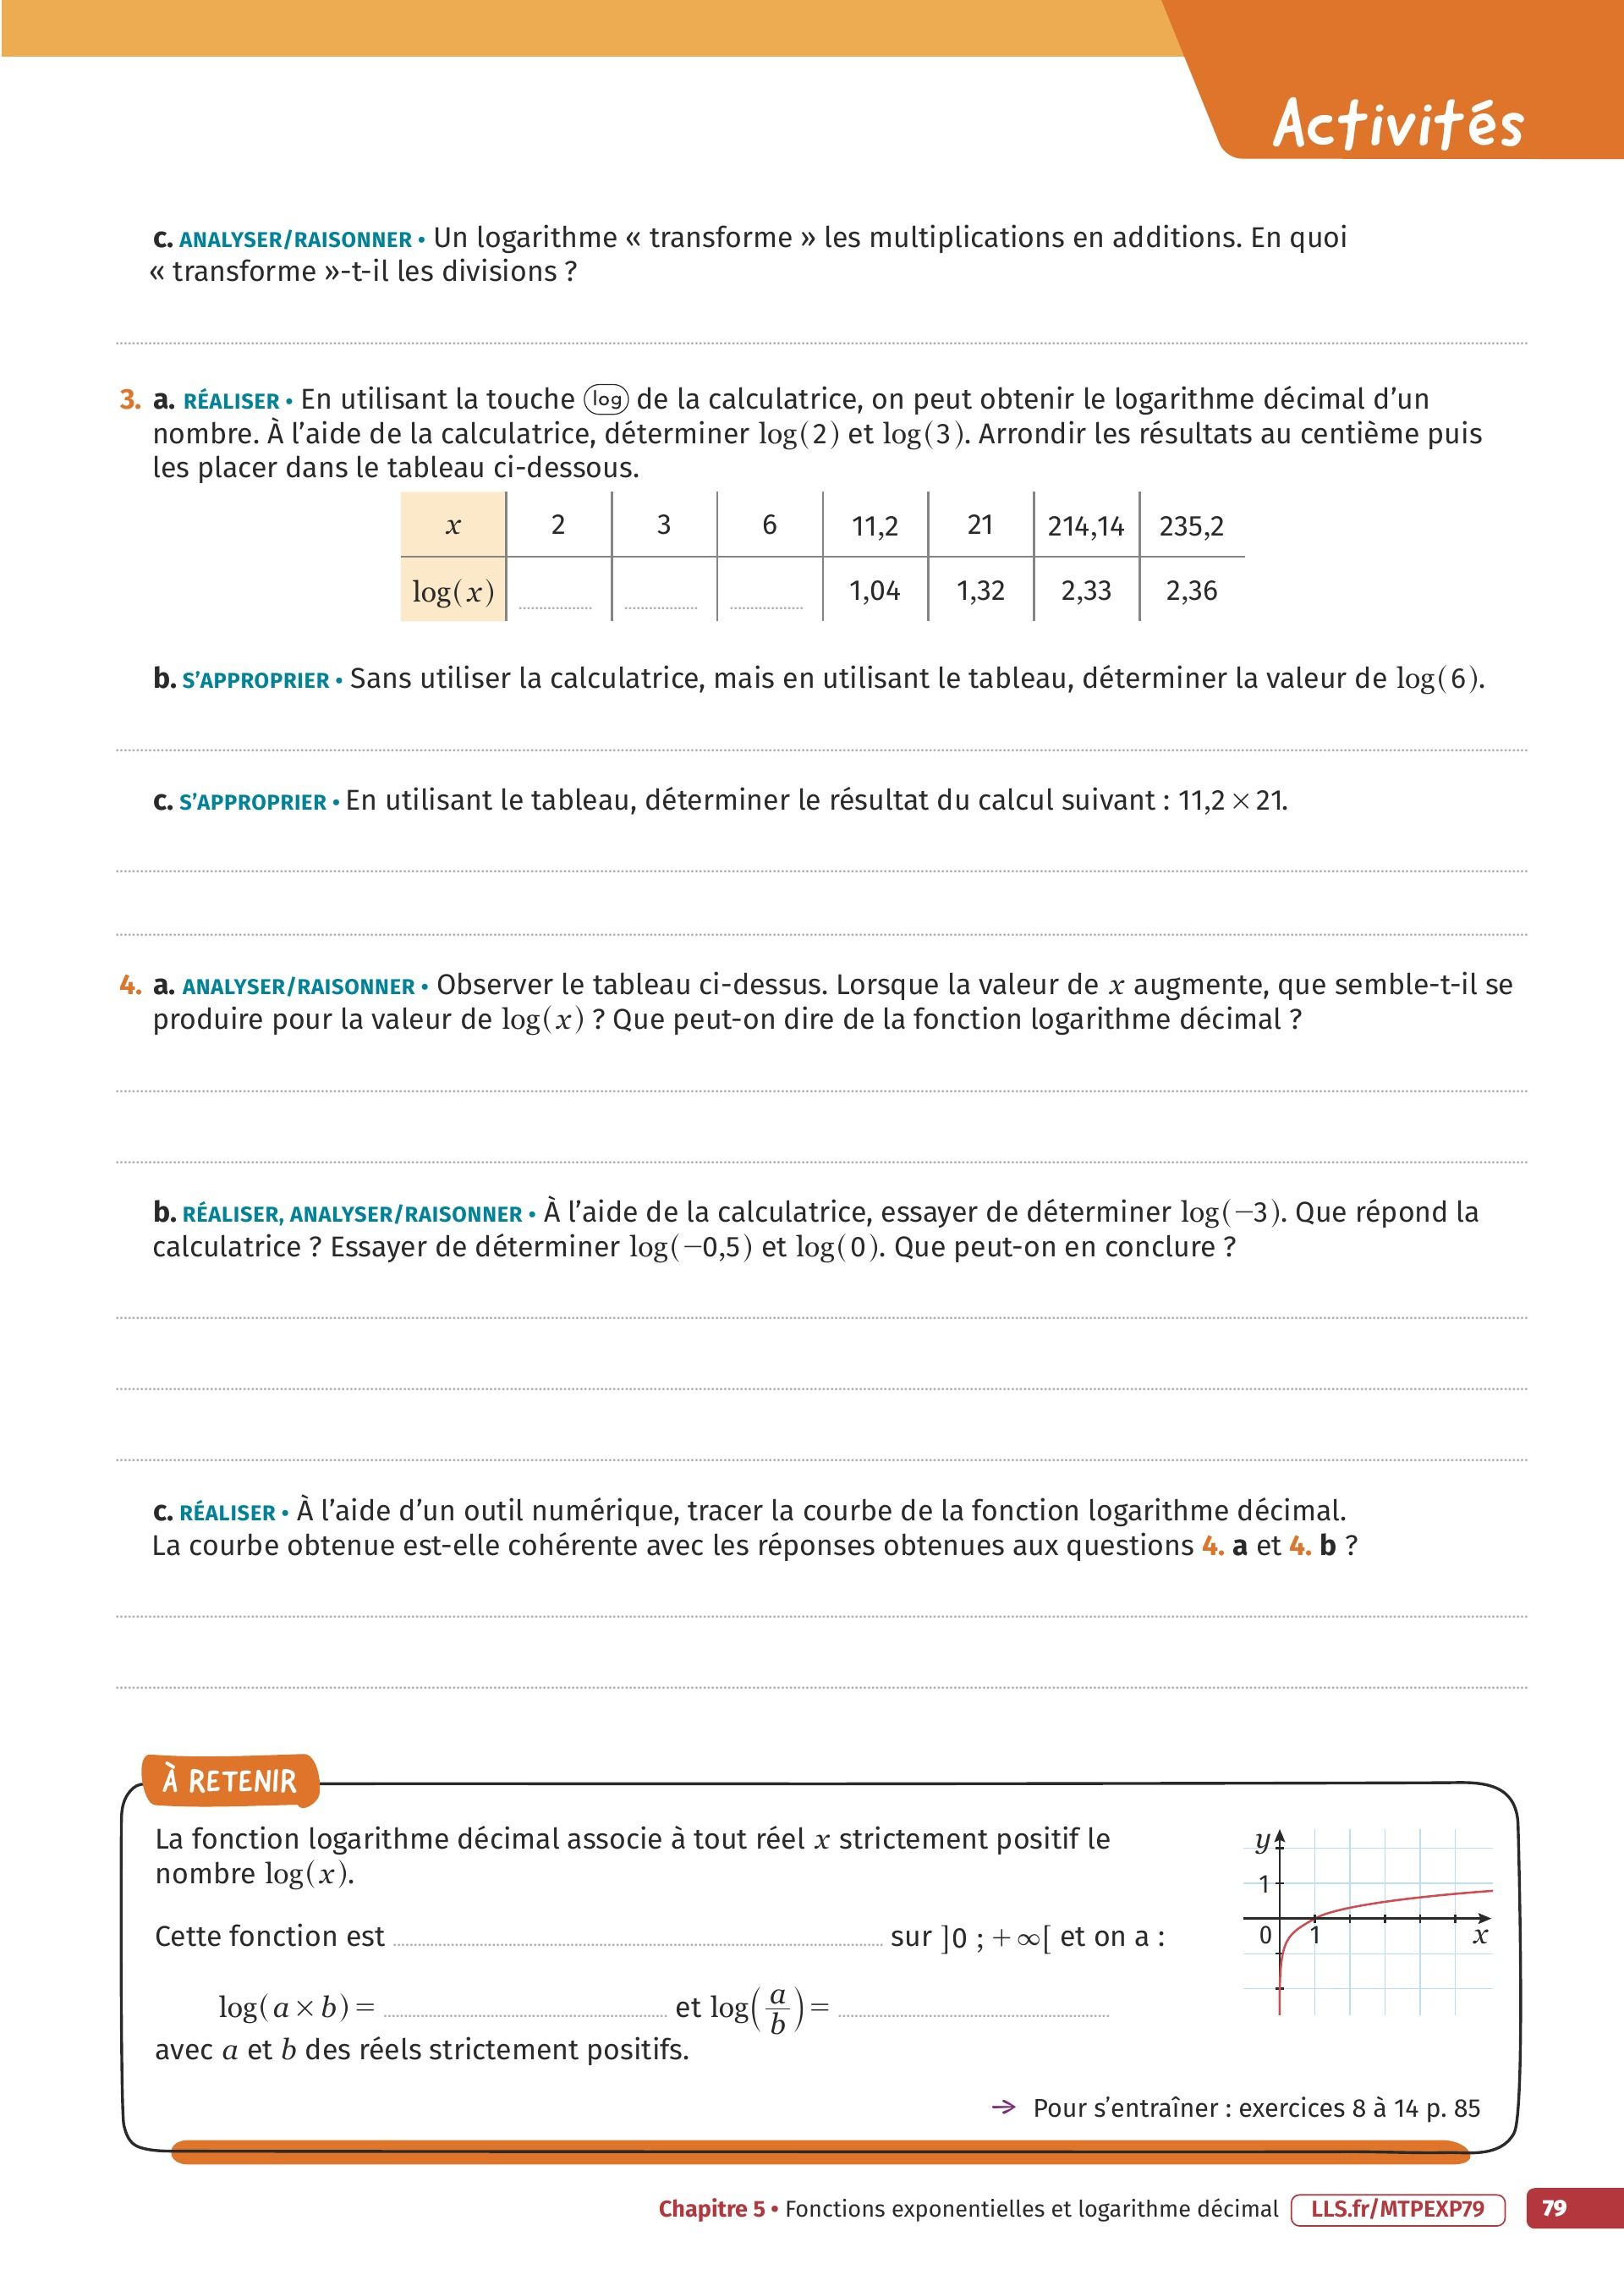 Activités
c. ANALYSER/RAISONNER • Un logarithme « transforme » les multiplications en additions. En quoi
« transforme »-t-il les divisions ?
3. a. RÉALISER • En utilisant la touche log de la calculatrice, on peut obtenir le logarithme décimal d’un
nombre. À l’aide de la calculatrice, déterminer log(2) et log(3). Arrondir les résultats au centième puis
les placer dans le tableau ci-dessous.
x 2 3 6 11,2 21 214,14 235,2
log(x) 1,04 1,32 2,33 2,36
b. S’APPROPRIER • Sans utiliser la calculatrice, mais en utilisant le tableau, déterminer la valeur de log(6).
c. S’APPROPRIER • En utilisant le tableau, déterminer le résultat du calcul suivant : 11,2 × 21.
4. a. ANALYSER/RAISONNER • Observer le tableau ci-dessus. Lorsque la valeur de x augmente, que semble-t-il se
produire pour la valeur de log(x) ? Que peut-on dire de la fonction logarithme décimal ?
b. RÉALISER, ANALYSER/RAISONNER • À l’aide de la calculatrice, essayer de déterminer log(−3). Que répond la
calculatrice ? Essayer de déterminer log(−0,5) et log(0). Que peut-on en conclure ?
c. RÉALISER • À l’aide d’un outil numérique, tracer la courbe de la fonction logarithme décimal.
La courbe obtenue est-elle cohérente avec les réponses obtenues aux questions 4. a et 4. b ?
À RETENIR
La fonction logarithme décimal associe à tout réel x strictement positif le
nombre log(x).
Cette fonction est sur ]0 ; +∞[ et on a :
log(a × b) = et log(a/b) =
avec a et b des réels strictement positifs.
y
1
0 1 x
→ Pour s’entraîner : exercices 8 à 14 p. 85
Chapitre 5 • Fonctions exponentielles et logarithme décimal LLS.fr/MTPEXP79 79